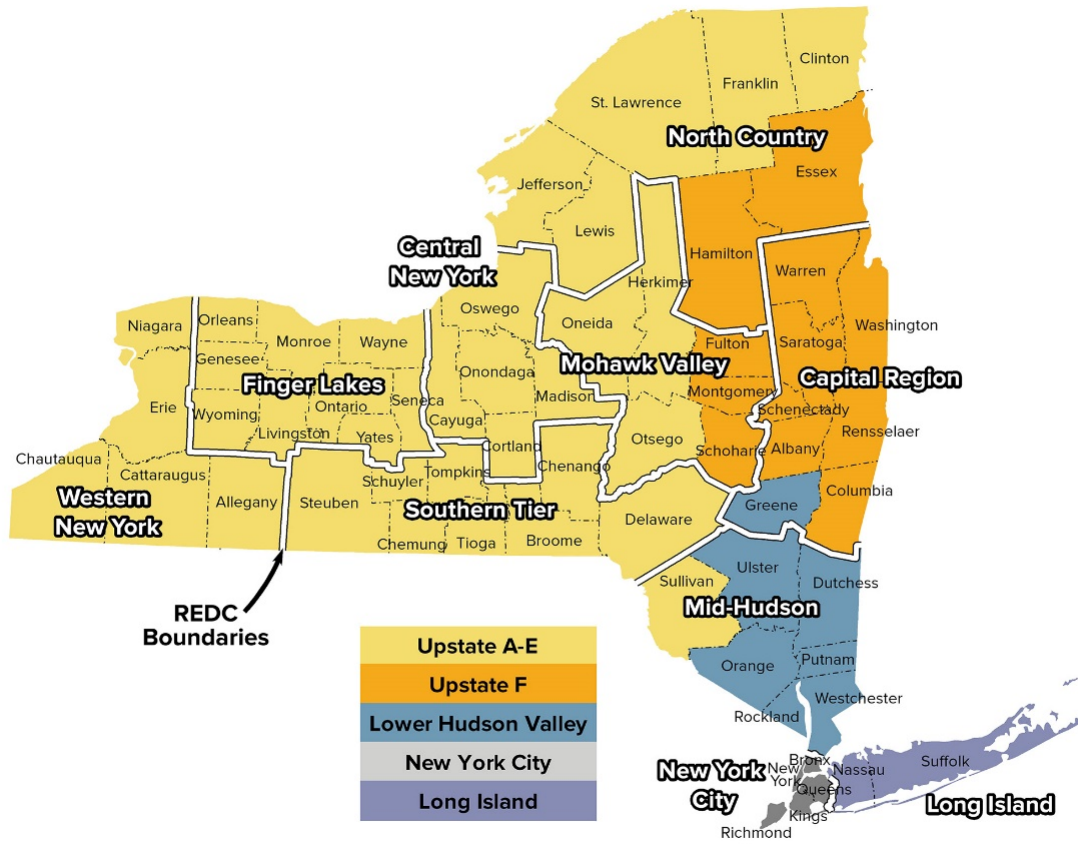 Clinton
Franklin
St. Lawrence
North Country
Essex
Jefferson
Lewis
Central
New York
Hamilton
Warren
Herkimer
Oswego
Niagara
Orleans
Oneida
Washington
Monroe
Wayne
Fulton
Saratoga
Genesee
Mohawk Valley
Onondaga
Capital Region
Finger Lakes
Montgomery
Madison
Seneca
Erie
Wyoming
Ontario
Schenectady
Cayuga
Livingston
Yates
Rensselaer
Otsego
Cortland
Schoharie
Albany
Chautauqua
Cattaraugus
Tompkins
Chenango
Schuyler
Columbia
Western
New York
Allegany
Steuben
Southern Tier
Greene
Delaware
Chemung
Tioga
Broome
Ulster
Sullivan
Dutchess
REDC
Boundaries
Mid-Hudson
Upstate A-E
Upstate F
Lower Hudson Valley
New York City
Long Island
Orange
Putnam
Westchester
Rockland
Bronx
New
York
Nassau
Suffolk
New York
City
Queens
Kings
Long Island
Richmond